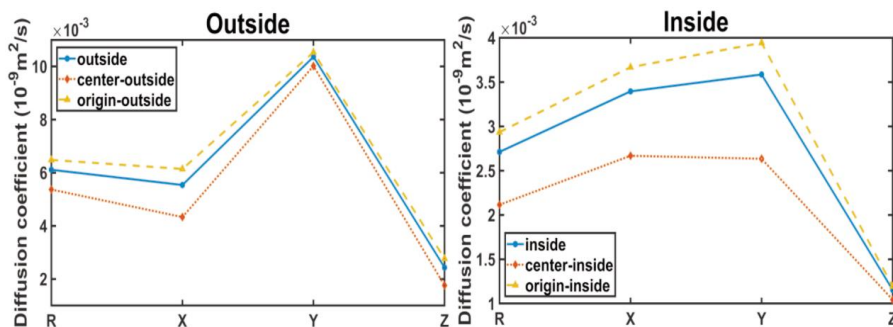 Outside
×10⁻³
Diffusion coefficient (10⁻⁹m²/s)
10
8
6
4
2
outside
center-outside
origin-outside
R X Y Z
Inside
×10⁻³
Diffusion coefficient (10⁻⁹m²/s)
4
3.5
3
2.5
2
1.5
1
inside
center-inside
origin-inside
R X Y Z